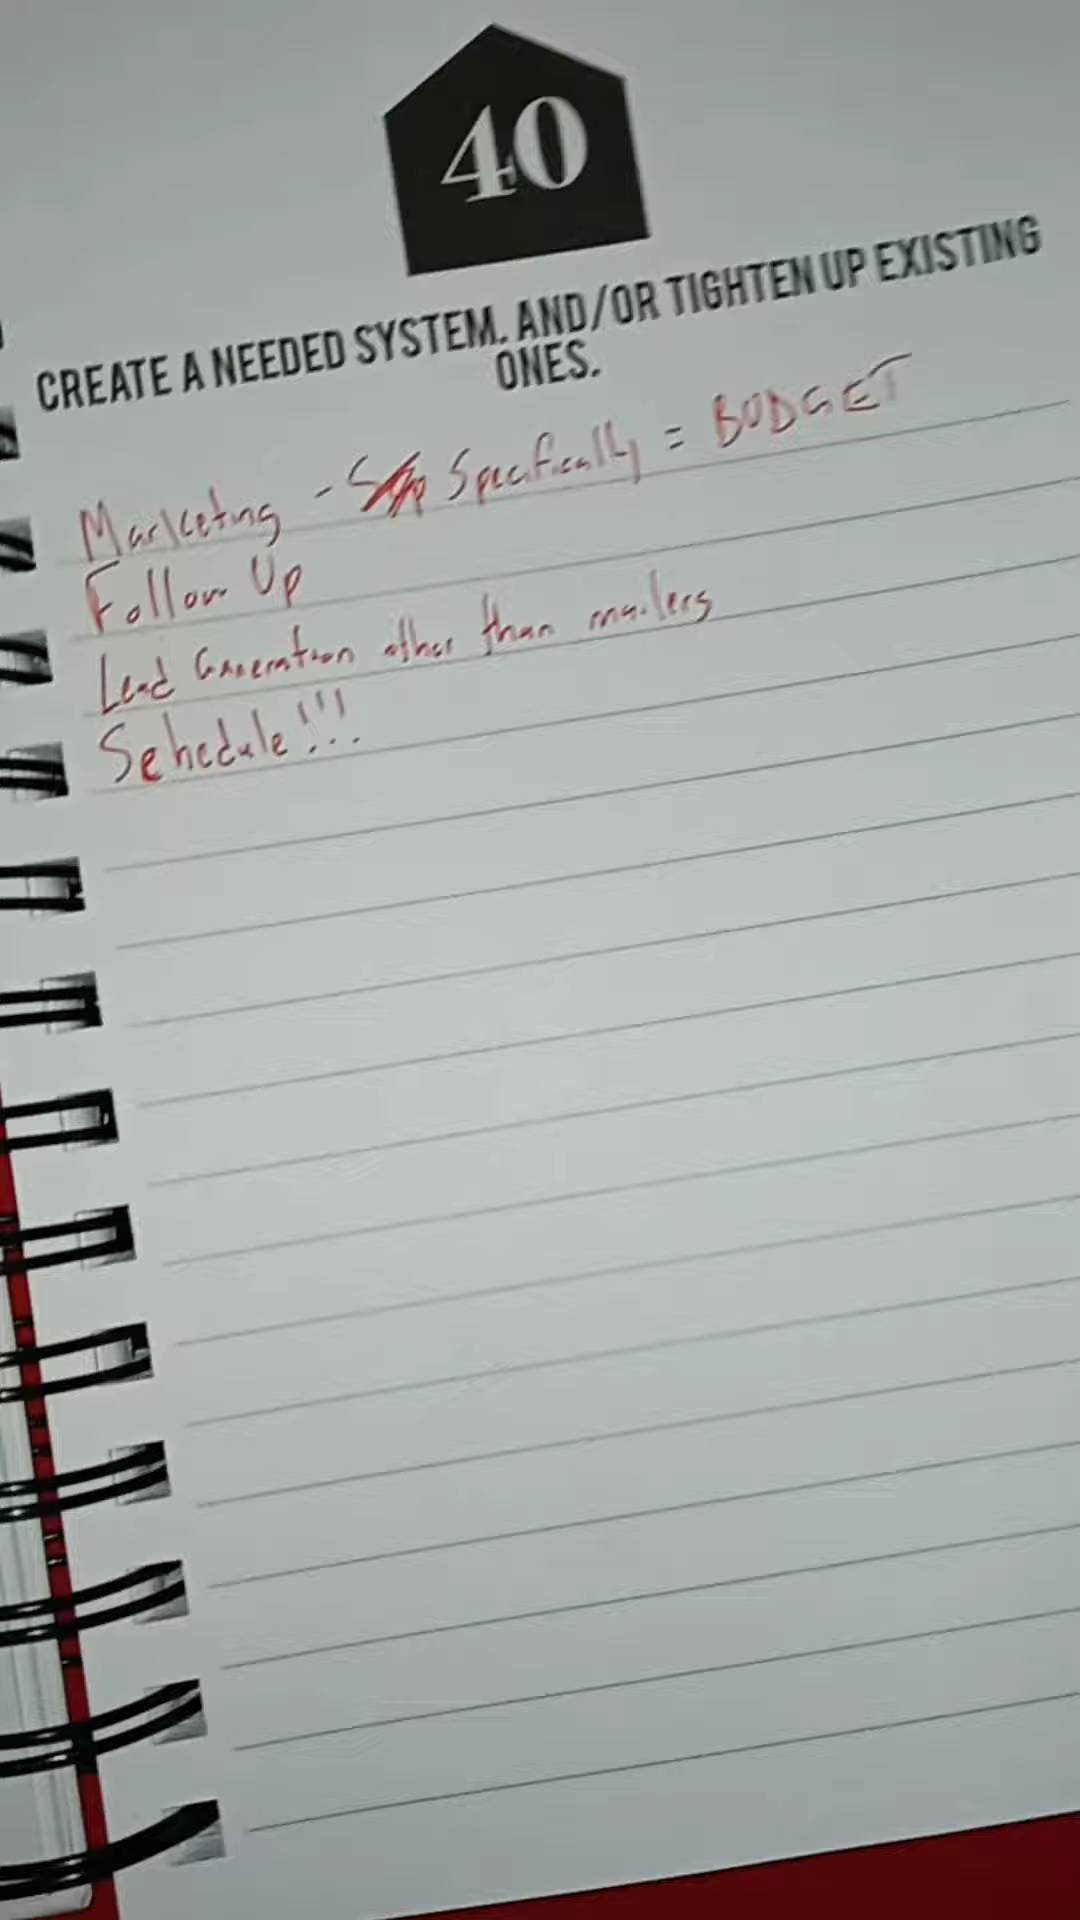 40
CREATE A NEEDED SYSTEM. AND/OR TIGHTEN UP EXISTING
ONES.
Marketing - Specifically = BUDGET
Follow Up
Lead Generation other than mailers
Schedule!!!